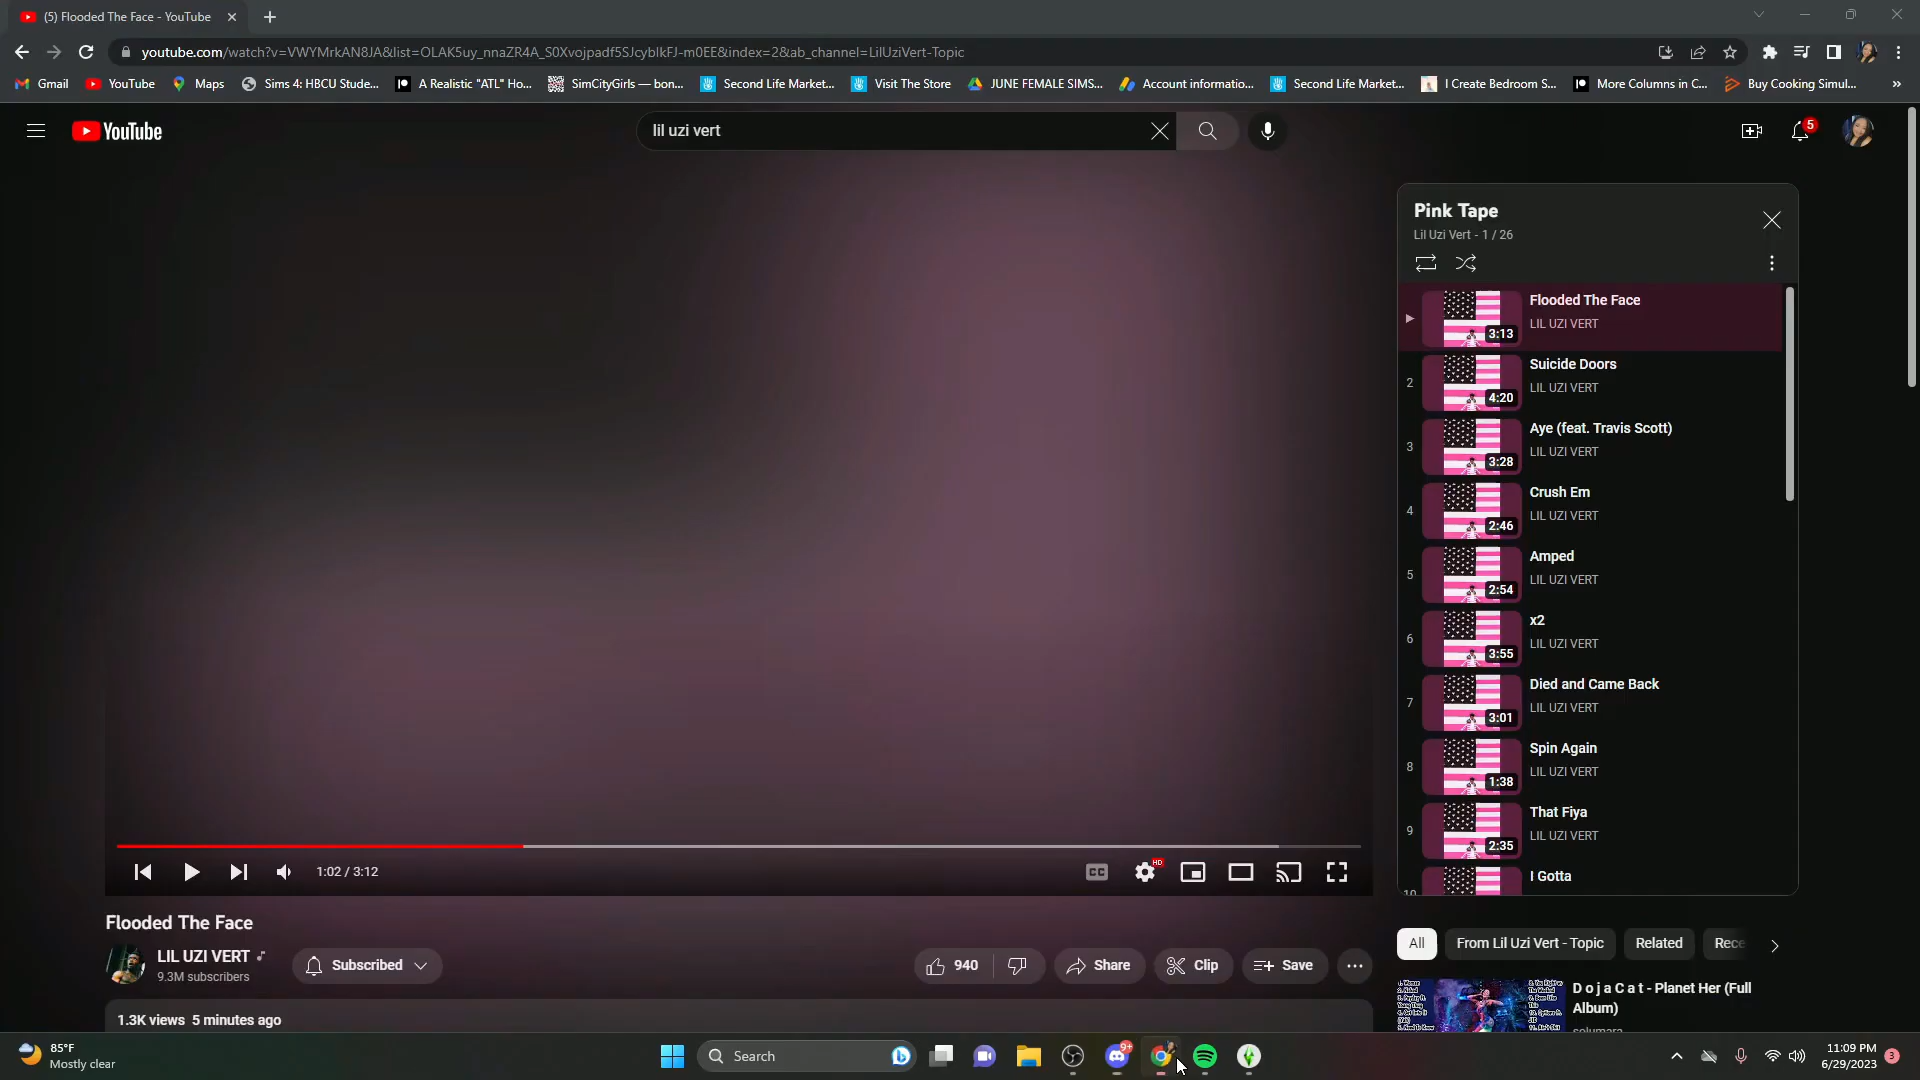 (5) Flooded The Face - YouTube
youtube.com/watch?v=VWYMrkAN8JA&list=OLAK5uy_nnaZR4A_S0Xvojpadf5SJcyblkFJ-m0EE&index=2&ab_channel=LilUziVert-Topic
Gmail YouTube Maps Sims 4: HBCU Stude... A Realistic "ATL" Ho... SimCityGirls — bon... Second Life Market... Visit The Store JUNE FEMALE SIMS... Account informatio... Second Life Market... I Create Bedroom S... More Columns in C... Buy Cooking Simul... »
YouTube
lil uzi vert
5
Pink Tape
Lil Uzi Vert - 1 / 26
Flooded The Face
LIL UZI VERT
3:13
2
Suicide Doors
LIL UZI VERT
4:20
3
Aye (feat. Travis Scott)
LIL UZI VERT
3:28
4
Crush Em
LIL UZI VERT
2:46
5
Amped
LIL UZI VERT
2:54
6
x2
LIL UZI VERT
3:55
7
Died and Came Back
LIL UZI VERT
3:01
8
Spin Again
LIL UZI VERT
1:38
9
That Fiya
LIL UZI VERT
2:35
10
I Gotta
1:02 / 3:12
CC HD
Flooded The Face
LIL UZI VERT
9.3M subscribers
Subscribed
940 Share Clip Save
1.3K views 5 minutes ago
All From Lil Uzi Vert - Topic Related Rece
D o j a C a t - Planet Her (Full
Album)
solumara
85°F
Mostly clear
Search
9+
11:09 PM
6/29/2023
3